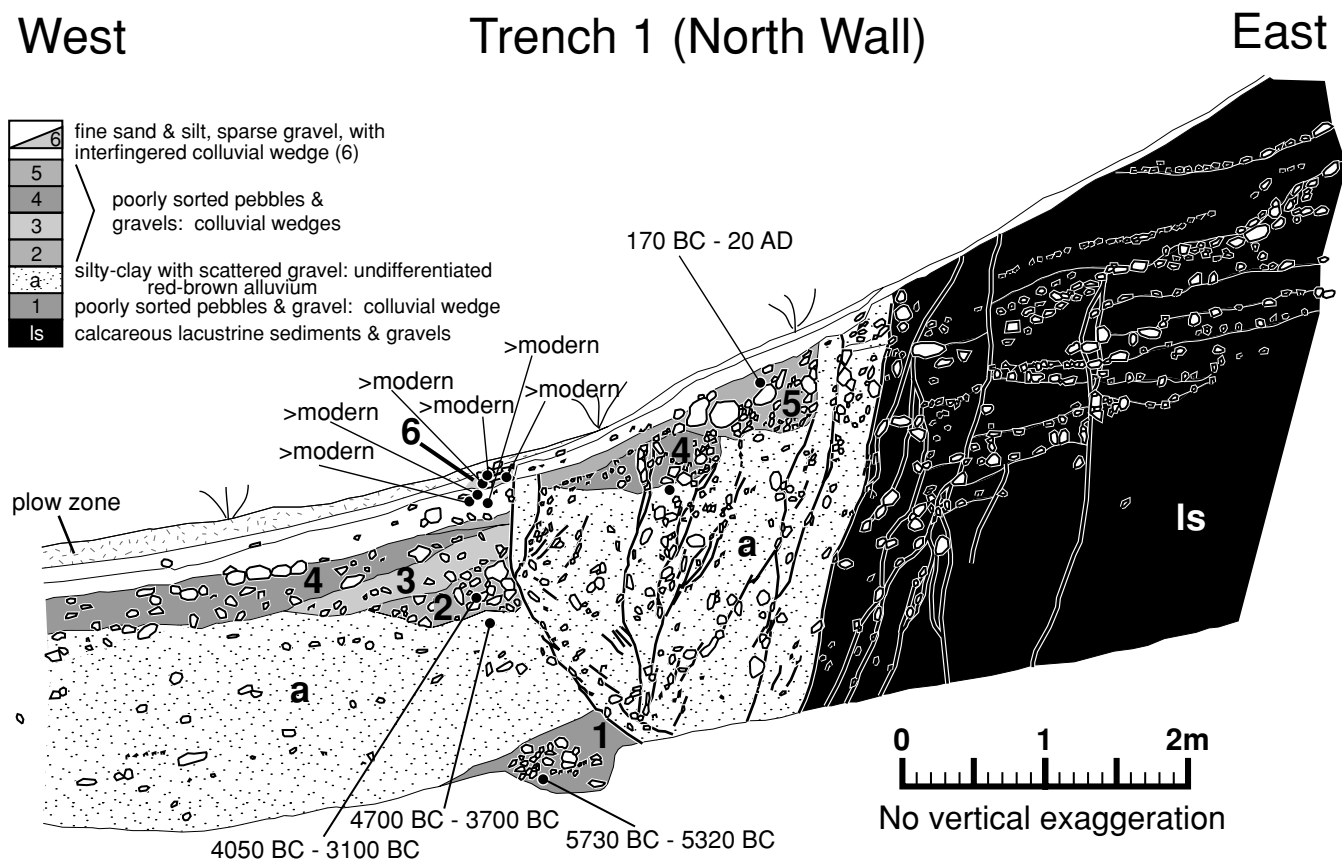 West
Trench 1 (North Wall)
East
6
fine sand & silt, sparse gravel, with
interfingered colluvial wedge (6)
5
4
3
2
poorly sorted pebbles &
gravels: colluvial wedges
a
silty-clay with scattered gravel: undifferentiated
red-brown alluvium
1
poorly sorted pebbles & gravel: colluvial wedge
ls
calcareous lacustrine sediments & gravels
170 BC - 20 AD
>modern
>modern
>modern
>modern
>modern
>modern
6
5
4
plow zone
a
ls
4
3
2
a
1
0
1
2m
No vertical exaggeration
4700 BC - 3700 BC
5730 BC - 5320 BC
4050 BC - 3100 BC